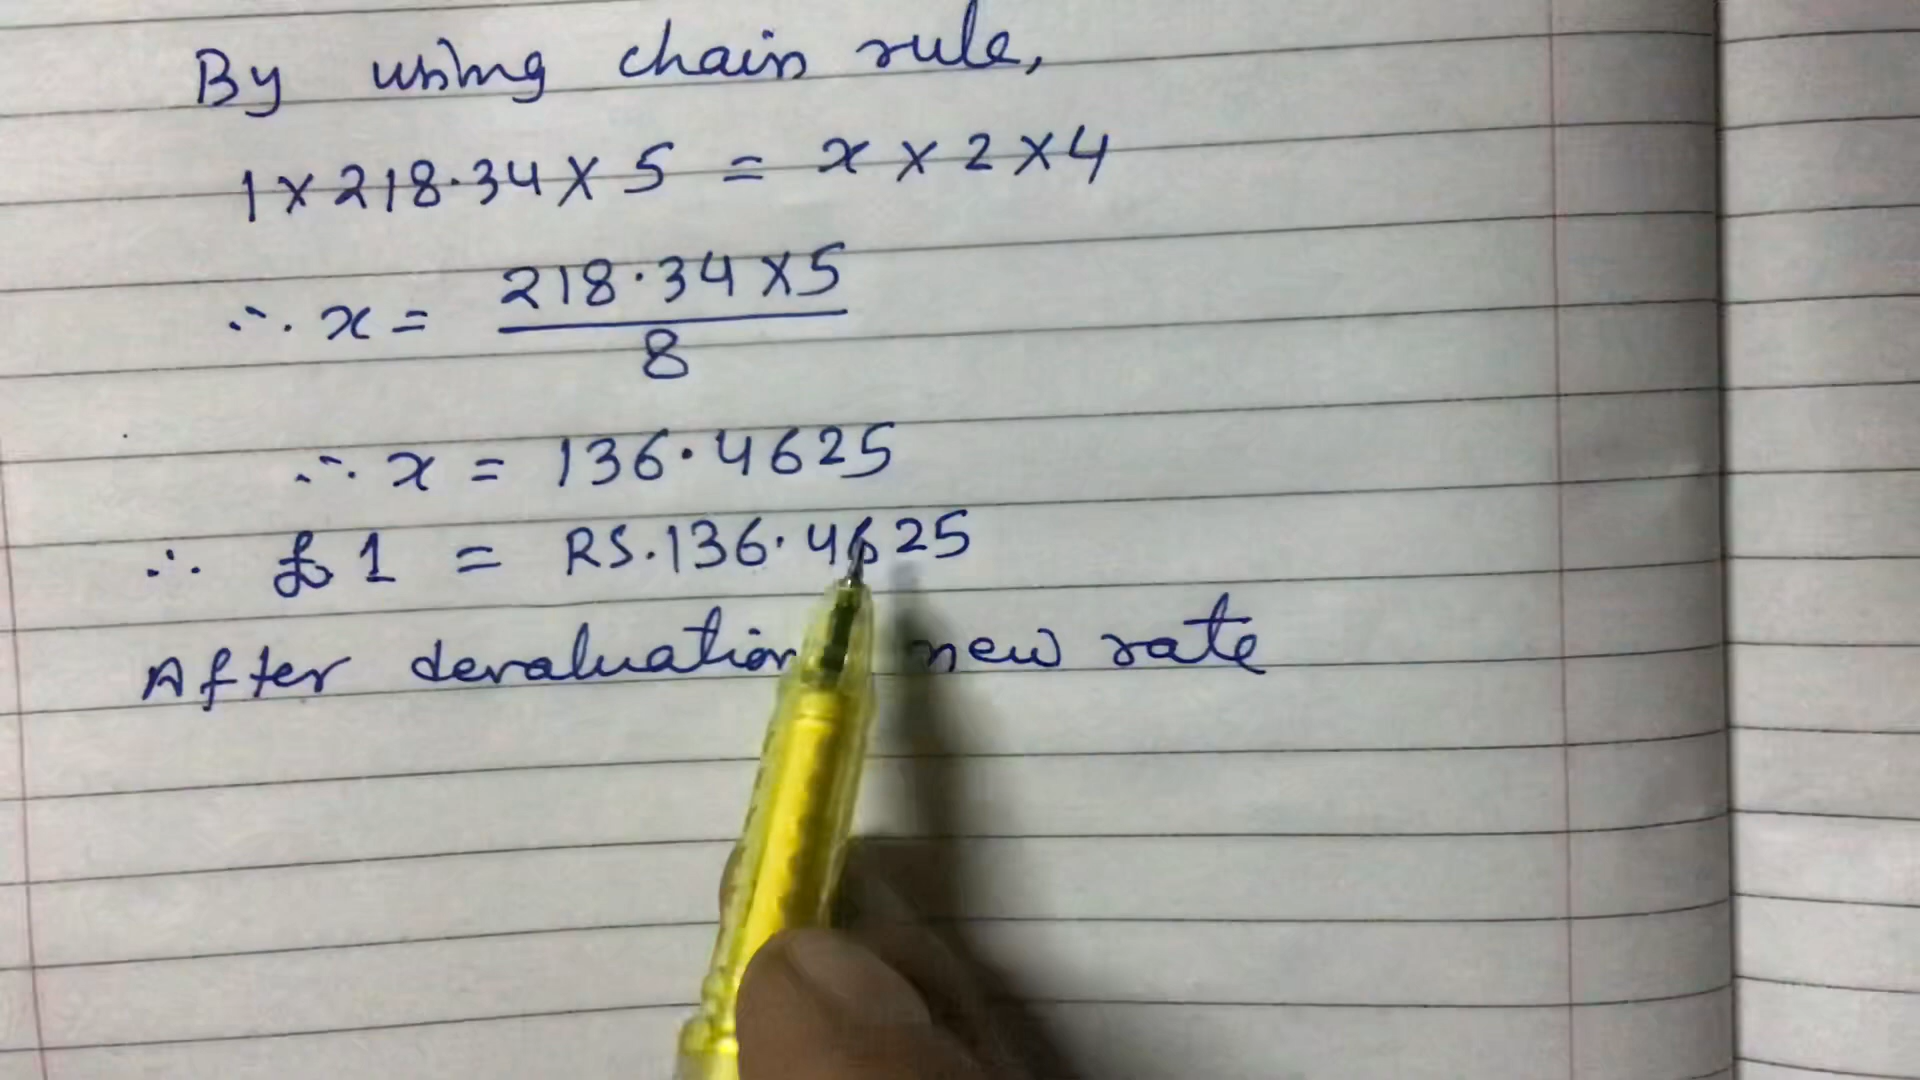 By using chain rule,
1 × 218.34 × 5 = x × 2 × 4
∴ x = 218.34 × 5
8
∴ x = 136.4625
∴ £ 1 = RS. 136.4625
After devaluation new rate